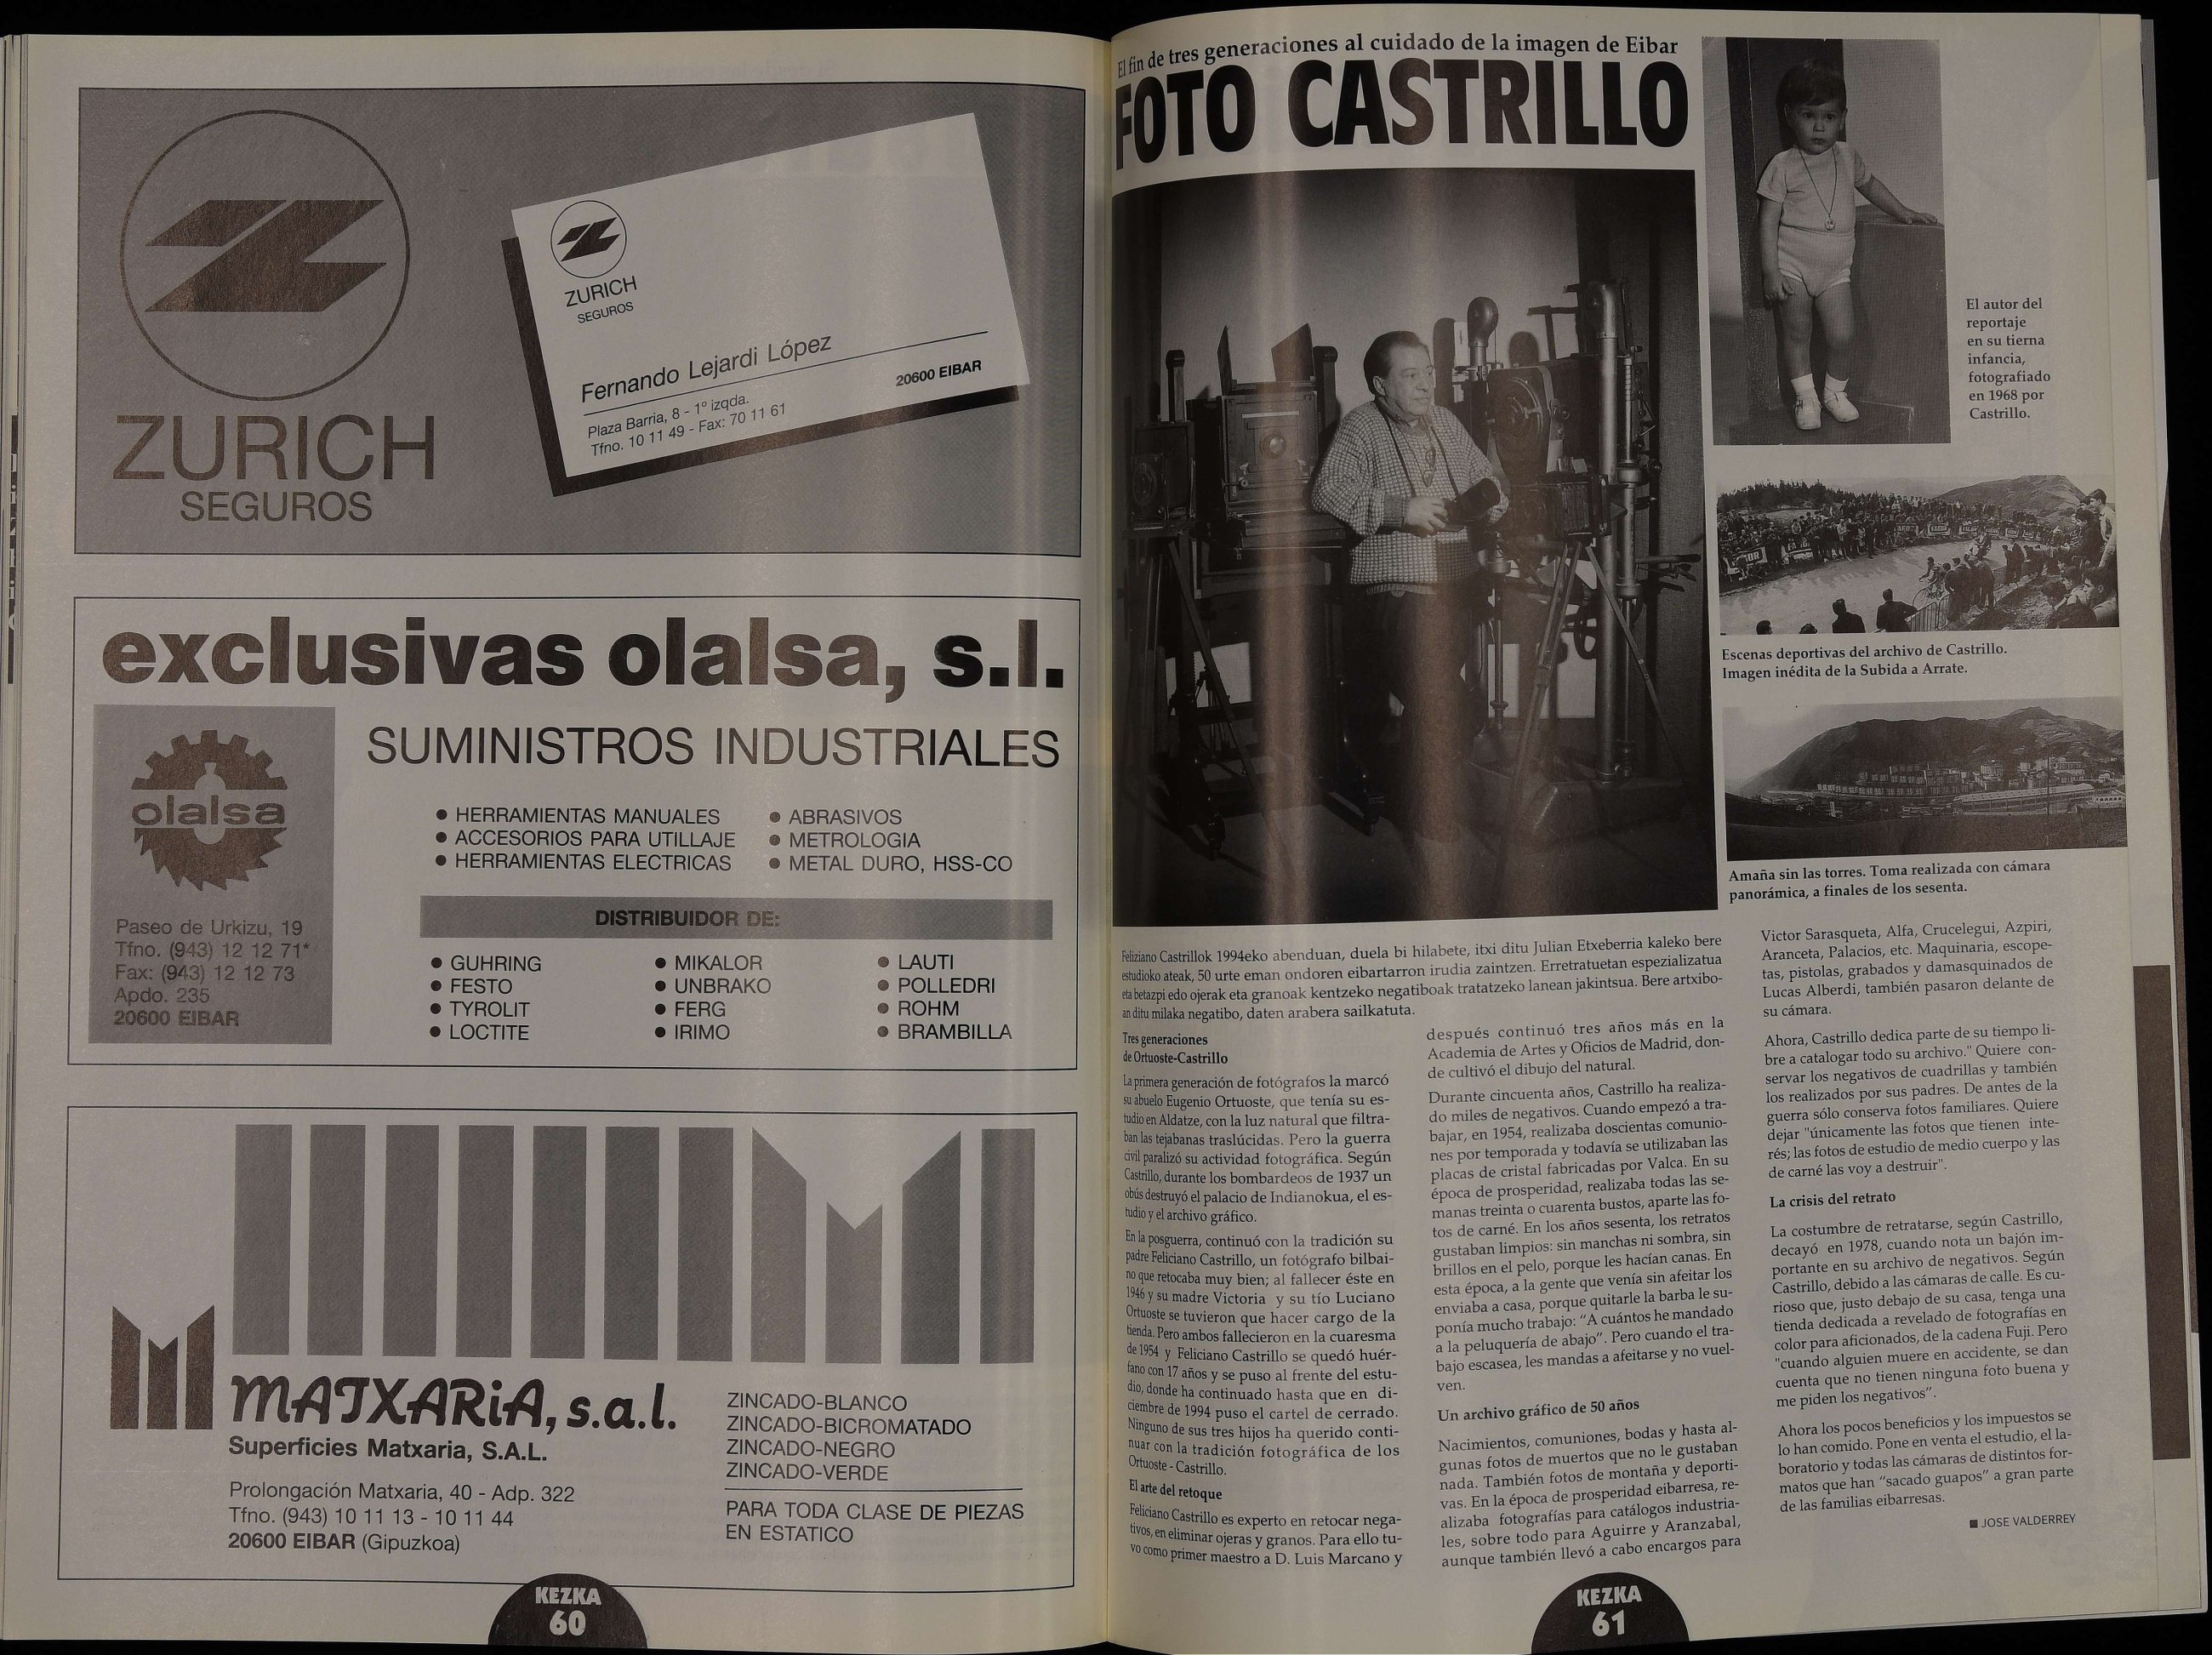 ZURICH
SEGUROS
ZURICH
SEGUROS
Fernando Lejardi López
Plaza Barria, 8 - 1º izqda.
20600 EIBAR
Tfno. 10 11 49 - Fax: 70 11 61
exclusivas olalsa, s.l.
SUMINISTROS INDUSTRIALES
olalsa
● HERRAMIENTAS MANUALES
● ACCESORIOS PARA UTILLAJE
● HERRAMIENTAS ELECTRICAS
● ABRASIVOS
● METROLOGIA
● METAL DURO, HSS-CO
Paseo de Urkizu, 19
Tfno. (943) 12 12 71*
Fax: (943) 12 12 73
Apdo. 235
20600 EIBAR
DISTRIBUIDOR DE:
● GUHRING
● FESTO
● TYROLIT
● LOCTITE
● MIKALOR
● UNBRAKO
● FERG
● IRIMO
● LAUTI
● POLLEDRI
● ROHM
● BRAMBILLA
MATXARiA, s.a.l.
Superficies Matxaria, S.A.L.
Prolongación Matxaria, 40 - Adp. 322
Tfno. (943) 10 11 13 - 10 11 44
20600 EIBAR (Gipuzkoa)
ZINCADO-BLANCO
ZINCADO-BICROMATADO
ZINCADO-NEGRO
ZINCADO-VERDE
PARA TODA CLASE DE PIEZAS
EN ESTATICO
KEZKA
60
El fin de tres generaciones al cuidado de la imagen de Eibar
FOTO CASTRILLO
El autor del
reportaje
en su tierna
infancia,
fotografiado
en 1968 por
Castrillo.
Escenas deportivas del archivo de Castrillo.
Imagen inédita de la Subida a Arrate.
Amaña sin las torres. Toma realizada con cámara
panorámica, a finales de los sesenta.
Feliziano Castrillok 1994eko abenduan, duela bi hilabete, itxi ditu Julian Etxeberria kaleko bere
estudioko ateak, 50 urte eman ondoren eibartarron irudia zaintzen. Erretratuetan espezializatua
eta betazpi edo ojerak eta granoak kentzeko negatiboak tratatzeko lanean jakintsua. Bere artxibo-
an ditu milaka negatibo, daten arabera sailkatuta.
Tres generaciones
de Ortuoste-Castrillo
La primera generación de fotógrafos la marcó
su abuelo Eugenio Ortuoste, que tenía su es-
tudio en Aldatze, con la luz natural que filtra-
ban las tejabanas traslúcidas. Pero la guerra
civil paralizó su actividad fotográfica. Según
Castrillo, durante los bombardeos de 1937 un
obús destruyó el palacio de Indianokua, el es-
tudio y el archivo gráfico.
En la posguerra, continuó con la tradición su
padre Feliciano Castrillo, un fotógrafo bilbai-
no que retocaba muy bien; al fallecer éste en
1946 y su madre Victoria y su tío Luciano
Ortuoste se tuvieron que hacer cargo de la
tienda. Pero ambos fallecieron en la cuaresma
de 1954 y Feliciano Castrillo se quedó huér-
fano con 17 años y se puso al frente del estu-
dio, donde ha continuado hasta que en di-
ciembre de 1994 puso el cartel de cerrado.
Ninguno de sus tres hijos ha querido conti-
nuar con la tradición fotográfica de los
Ortuoste - Castrillo.
El arte del retoque
Feliciano Castrillo es experto en retocar nega-
tivos, en eliminar ojeras y granos. Para ello tu-
vo como primer maestro a D. Luis Marcano y
después continuó tres años más en la
Academia de Artes y Oficios de Madrid, don-
de cultivó el dibujo del natural.
Durante cincuenta años, Castrillo ha realiza-
do miles de negativos. Cuando empezó a tra-
bajar, en 1954, realizaba doscientas comunio-
nes por temporada y todavía se utilizaban las
placas de cristal fabricadas por Valca. En su
época de prosperidad, realizaba todas las se-
manas treinta o cuarenta bustos, aparte las fo-
tos de carné. En los años sesenta, los retratos
gustaban limpios: sin manchas ni sombra, sin
brillos en el pelo, porque les hacían canas. En
esta época, a la gente que venía sin afeitar los
enviaba a casa, porque quitarle la barba le su-
ponía mucho trabajo: “A cuántos he mandado
a la peluquería de abajo”. Pero cuando el tra-
bajo escasea, les mandas a afeitarse y no vuel-
ven.
Un archivo gráfico de 50 años
Nacimientos, comuniones, bodas y hasta al-
gunas fotos de muertos que no le gustaban
nada. También fotos de montaña y deporti-
vas. En la época de prosperidad eibarresa, re-
alizaba fotografías para catálogos industria-
les, sobre todo para Aguirre y Aranzabal,
aunque también llevó a cabo encargos para
Victor Sarasqueta, Alfa, Crucelegui, Azpiri,
Aranceta, Palacios, etc. Maquinaria, escope-
tas, pistolas, grabados y damasquinados de
Lucas Alberdi, también pasaron delante de
su cámara.
Ahora, Castrillo dedica parte de su tiempo li-
bre a catalogar todo su archivo." Quiere con-
servar los negativos de cuadrillas y también
los realizados por sus padres. De antes de la
guerra sólo conserva fotos familiares. Quiere
dejar "únicamente las fotos que tienen inte-
rés; las fotos de estudio de medio cuerpo y las
de carné las voy a destruir".
La crisis del retrato
La costumbre de retratarse, según Castrillo,
decayó en 1978, cuando nota un bajón im-
portante en su archivo de negativos. Según
Castrillo, debido a las cámaras de calle. Es cu-
rioso que, justo debajo de su casa, tenga una
tienda dedicada a revelado de fotografías en
color para aficionados, de la cadena Fuji. Pero
"cuando alguien muere en accidente, se dan
cuenta que no tienen ninguna foto buena y
me piden los negativos”.
Ahora los pocos beneficios y los impuestos se
lo han comido. Pone en venta el estudio, el la-
boratorio y todas las cámaras de distintos for-
matos que han “sacado guapos” a gran parte
de las familias eibarresas.
■ JOSE VALDERREY
KEZKA
61